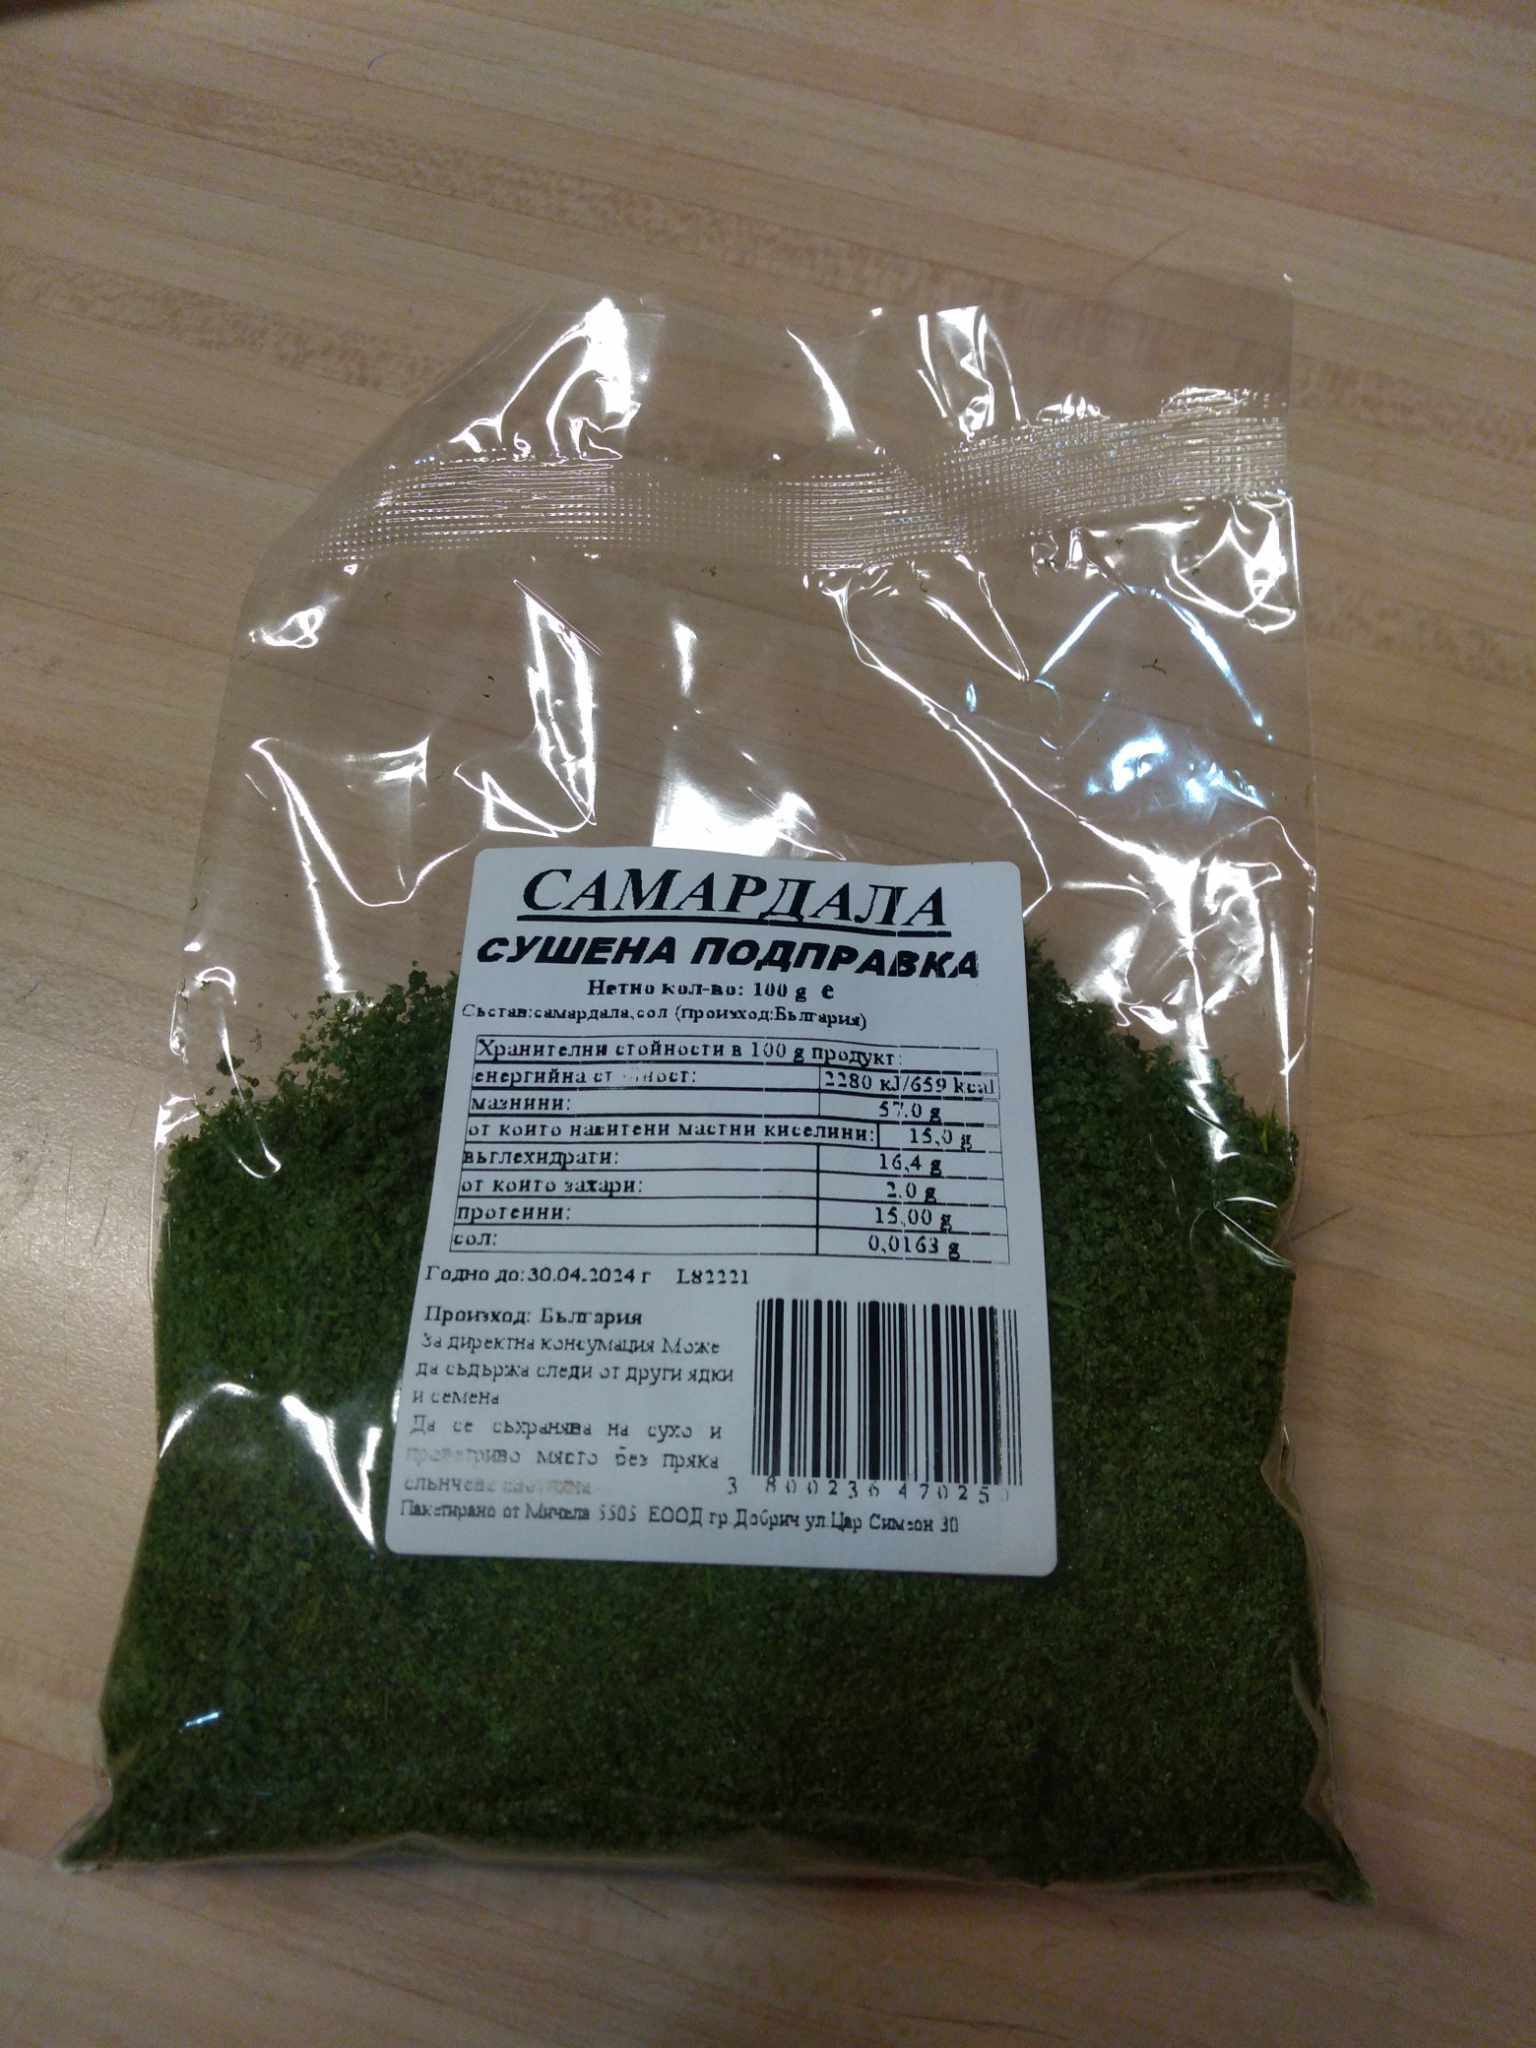 САМАРДАЛА
СУШЕНА ПОДПРАВКА
Нетно кол-во: 100 g e
Състав:самардала,сол (произход:България)
Хранителни стойности в 100 g продукт:
енергийна 2280 kJ/659 kcal
мазнини: 57.0 g
от които наситени мастни киселини: 15,0 g
въглехидрати: 16,4 g
от които захари: 2.0 g
протеини: 15,00 g
сол: 0,0163 g
Годно до:30.04.2024 г L82221
Произход: България
За директна консумация Може
да съдържа следи от други ядки
и семена
Да се съхранява на сухо и
проветриво място без пряка
слънчева
3 800236 470250
Пакетирано от Мичела 5505 ЕООД гр.Добрич ул.Цар Симеон 30